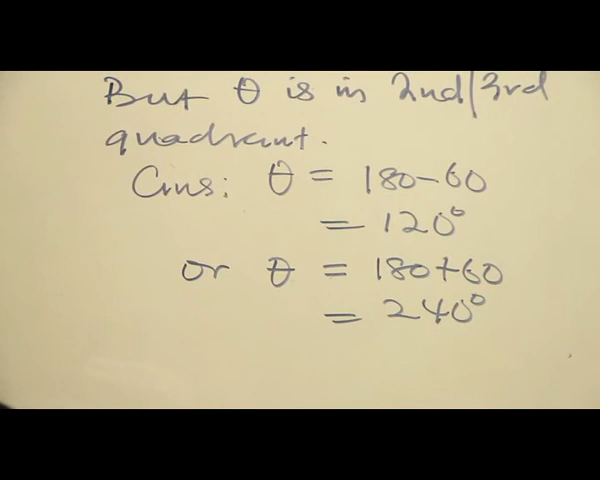 But θ is in 2nd/3rd
quadrant.
Ans: θ = 180-60
= 120°
or θ = 180+60
= 240°